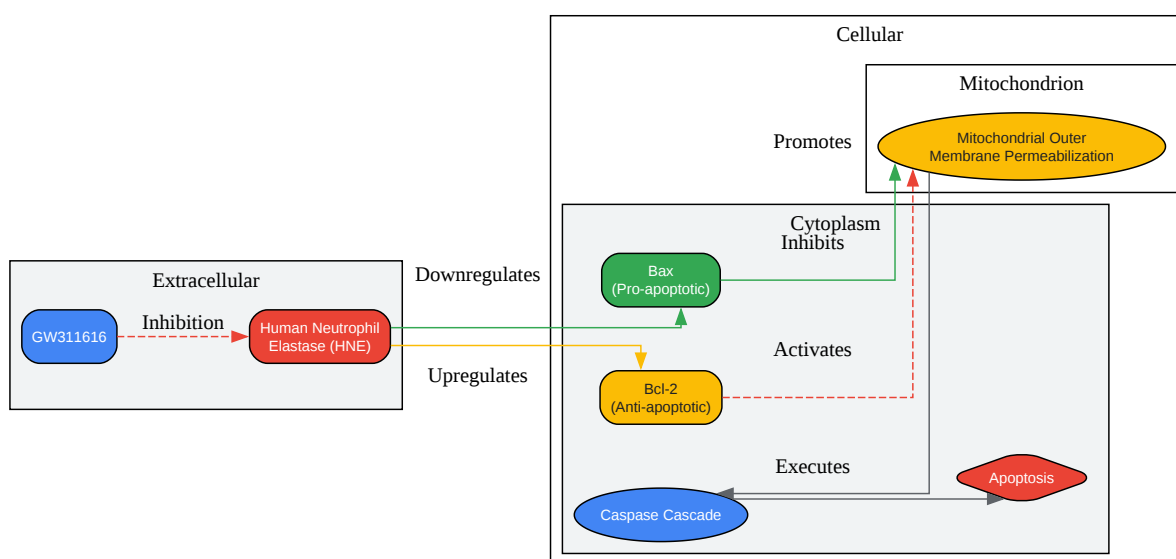 Cellular
Mitochondrion
Mitochondrial Outer
Membrane Permeabilization
Promotes
Cytoplasm
Inhibits
Bax
(Pro-apoptotic)
Downregulates
Extracellular
GW311616
Inhibition
Human Neutrophil
Elastase (HNE)
Upregulates
Activates
Bcl-2
(Anti-apoptotic)
Executes
Apoptosis
Caspase Cascade